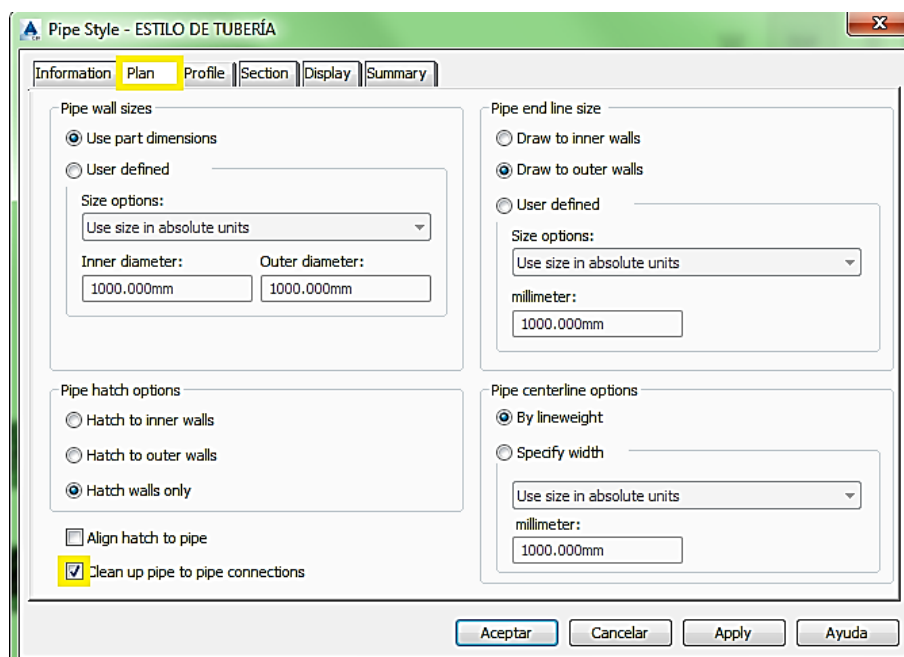 Pipe Style - ESTILO DE TUBERÍA
Information Plan Profile Section Display Summary
Pipe wall sizes
Use part dimensions
User defined
Size options:
Use size in absolute units
Inner diameter: Outer diameter:
1000.000mm 1000.000mm
Pipe end line size
Draw to inner walls
Draw to outer walls
User defined
Size options:
Use size in absolute units
millimeter:
1000.000mm
Pipe hatch options
Hatch to inner walls
Hatch to outer walls
Hatch walls only
Align hatch to pipe
Clean up pipe to pipe connections
Pipe centerline options
By lineweight
Specify width
Use size in absolute units
millimeter:
1000.000mm
Aceptar Cancelar Apply Ayuda